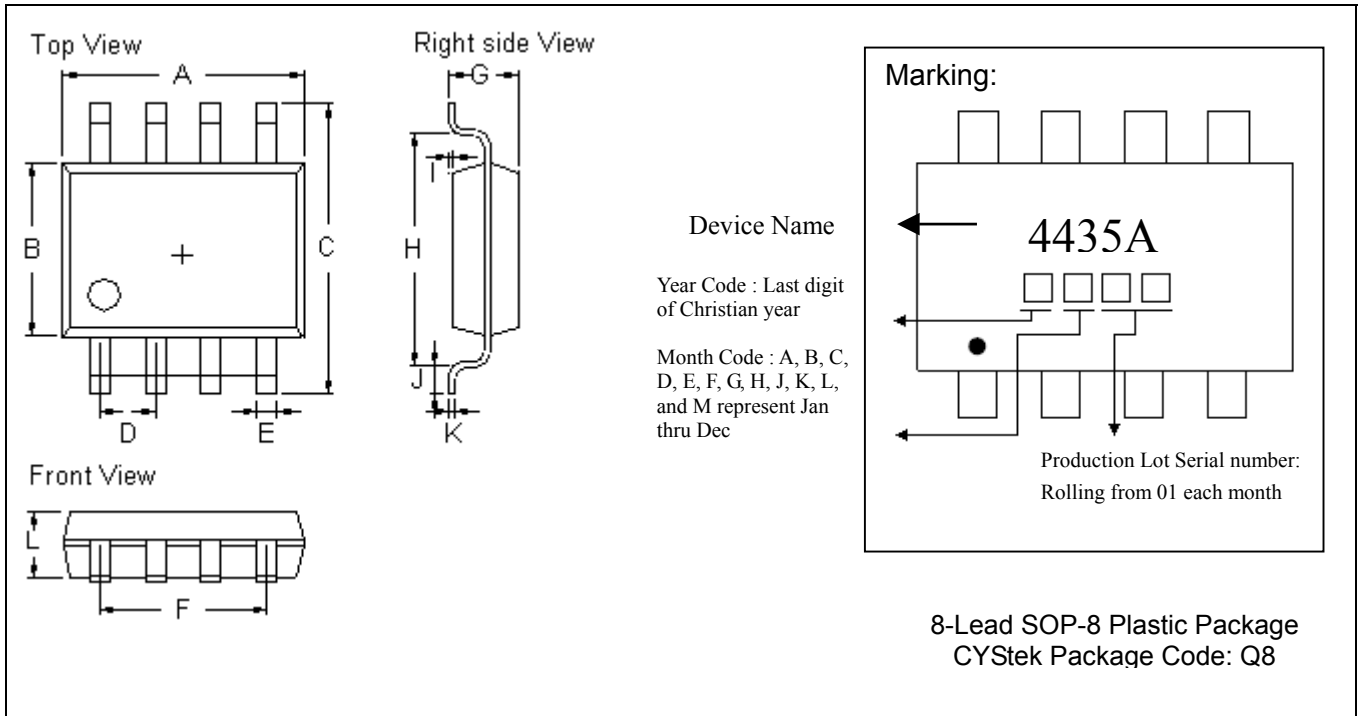 Top View
A
B
C
D
E
Front View
L
F
Right side View
G
I
H
J
K
Device Name
Year Code : Last digit
of Christian year
Month Code : A, B, C,
D, E, F, G, H, J, K, L,
and M represent Jan
thru Dec
Marking:
4435A
Production Lot Serial number:
Rolling from 01 each month
8-Lead SOP-8 Plastic Package
CYStek Package Code: Q8